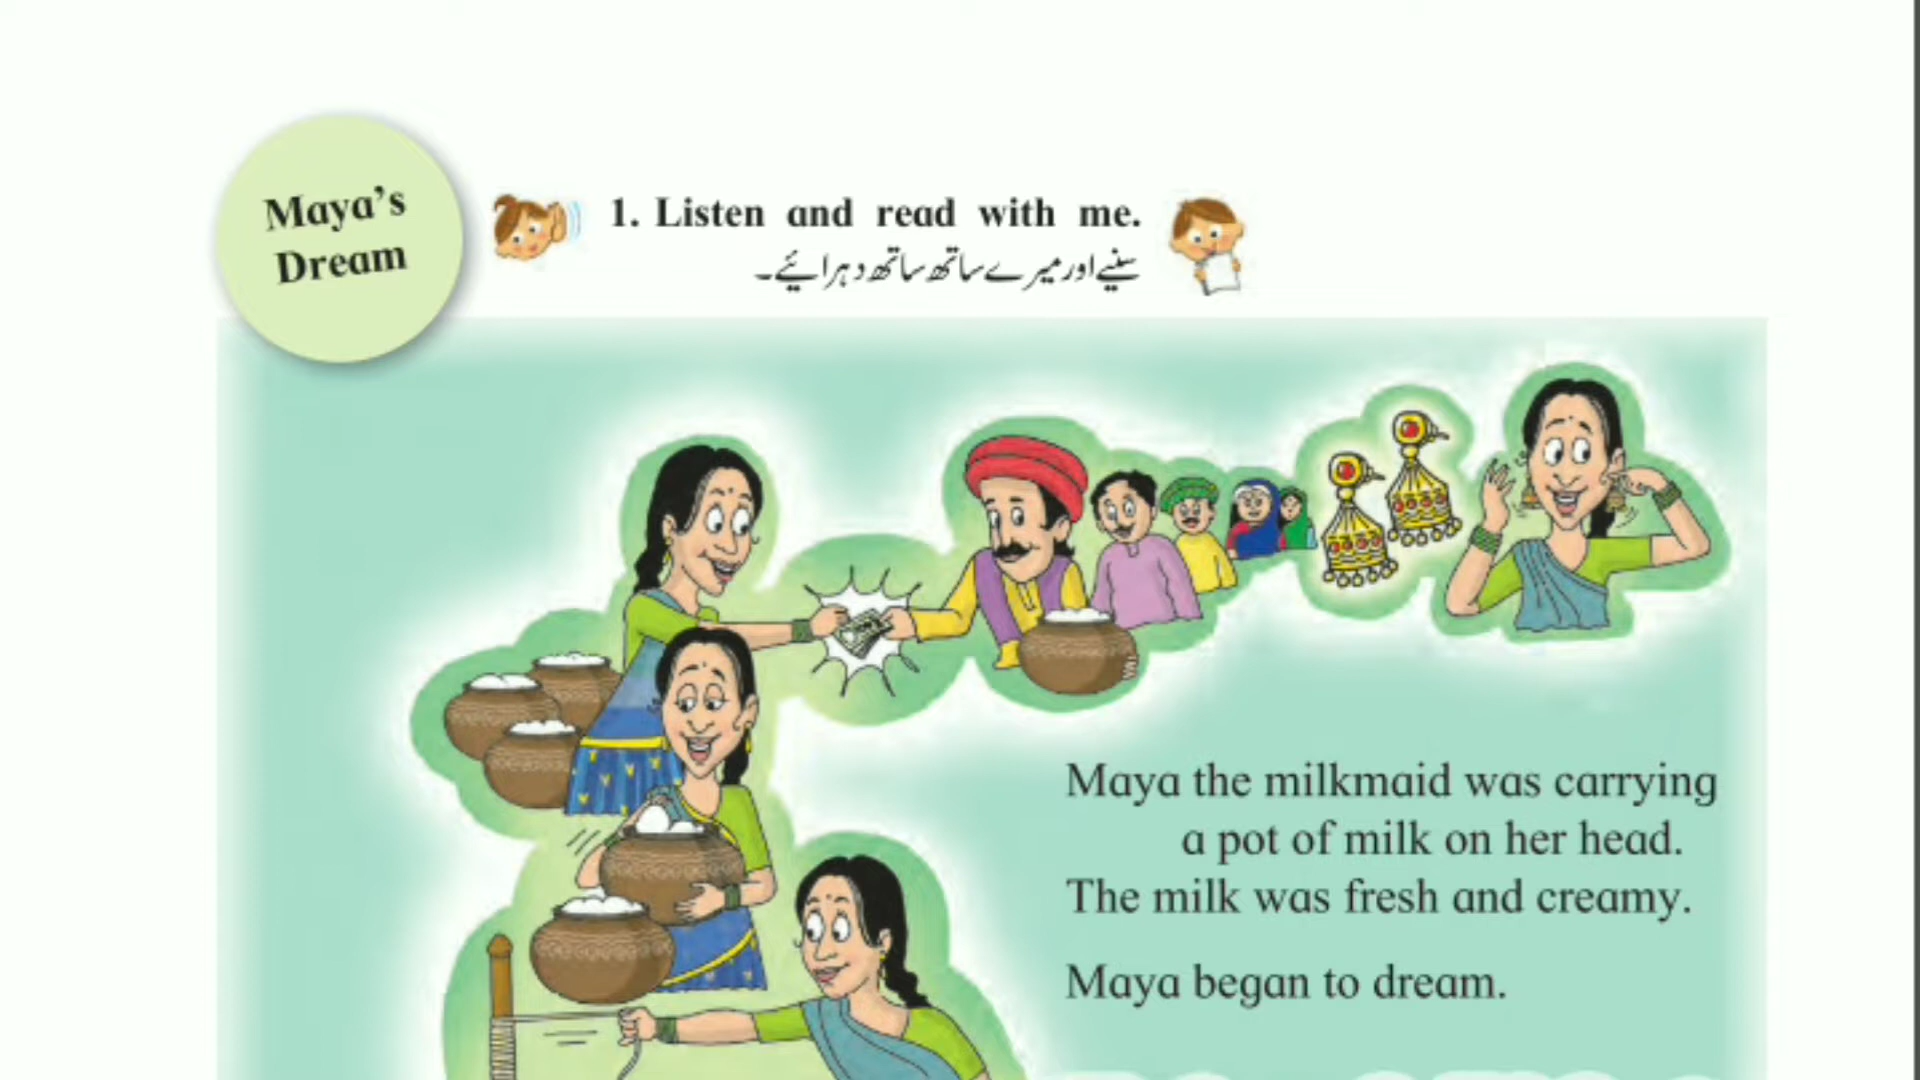 Maya's
Dream
1. Listen and read with me.
سنیے اور میرے ساتھ ساتھ دہرائیے۔
Maya the milkmaid was carrying
a pot of milk on her head.
The milk was fresh and creamy.
Maya began to dream.